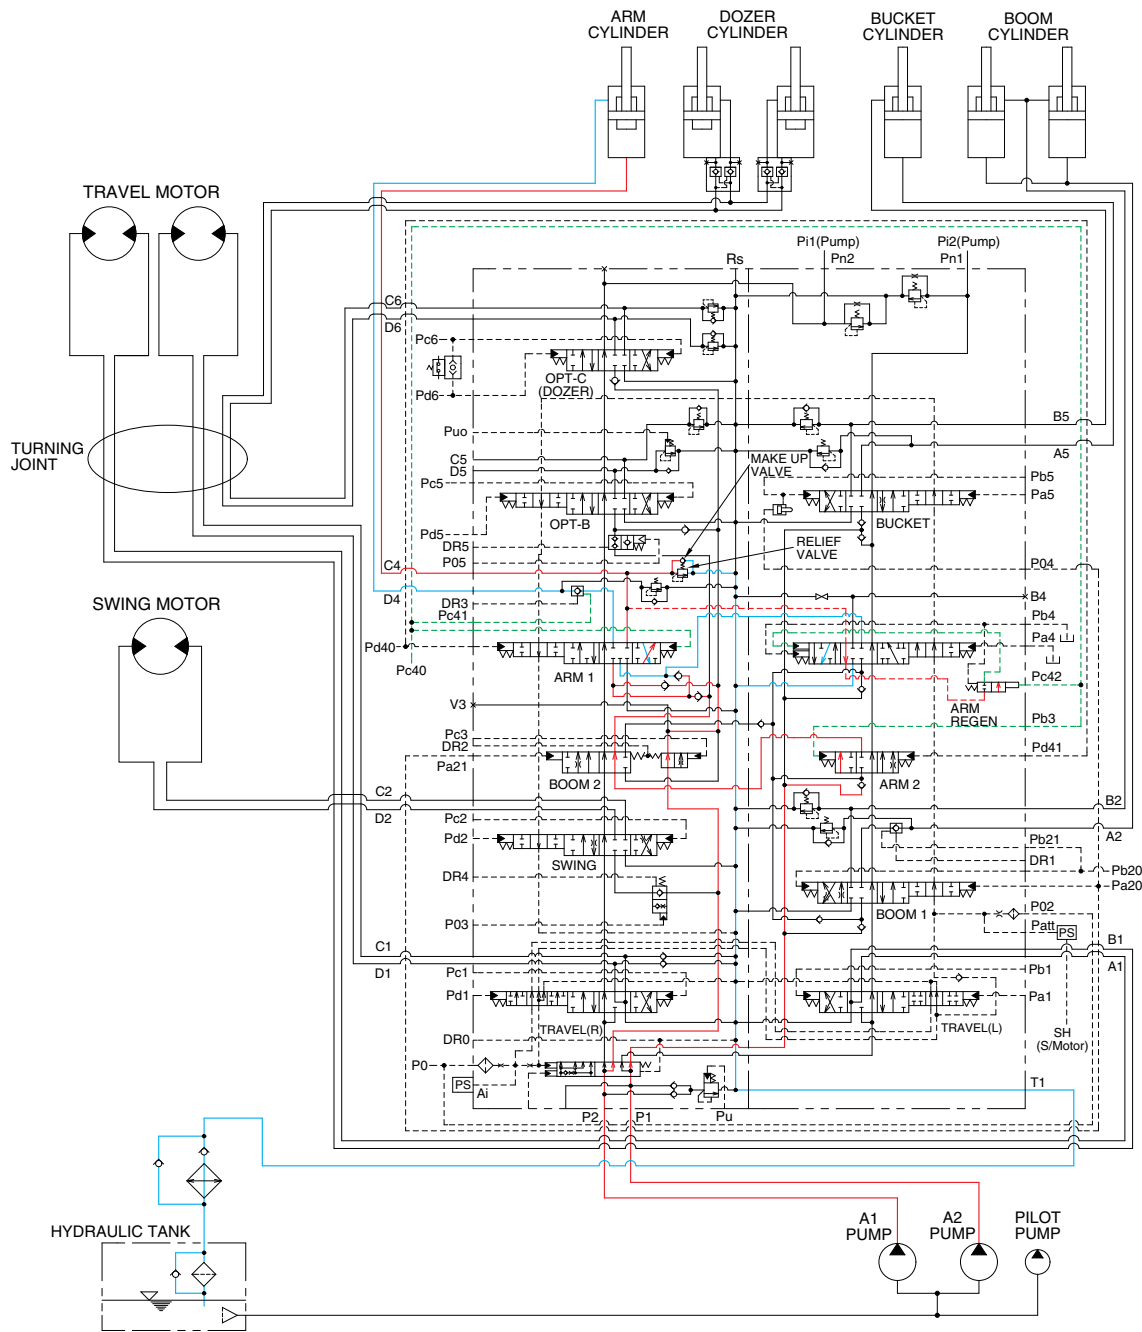 ARM
CYLINDER
DOZER
CYLINDER
BUCKET
CYLINDER
BOOM
CYLINDER
TRAVEL MOTOR
Pi1(Pump)
Pi2(Pump)
Rs
Pn2
Pn1
C6
D6
Pc6
OPT-C
(DOZER)
Pd6
B5
Puo
TURNING
JOINT
MAKE UP
VALVE
A5
C5
D5
Pc5
Pb5
Pa5
OPT-B
BUCKET
Pd5
DR5
P05
RELIEF
VALVE
C4
P04
D4
B4
SWING MOTOR
DR3
Pc41
Pb4
Pd40
Pa4
Pc40
ARM 1
Pc42
ARM
REGEN
V3
Pb3
Pc3
DR2
Pd41
Pa21
BOOM 2
ARM 2
C2
D2
B2
Pc2
A2
Pd2
SWING
Pb21
DR1
DR4
Pb20
Pa20
BOOM 1
P02
P03
Patt
PS
C1
D1
B1
A1
Pc1
Pb1
Pd1
Pa1
TRAVEL(R)
TRAVEL(L)
DR0
SH
(S/Motor)
P0
PS
Ai
T1
P2
P1
Pu
A1
PUMP
A2
PUMP
PILOT
PUMP
HYDRAULIC TANK